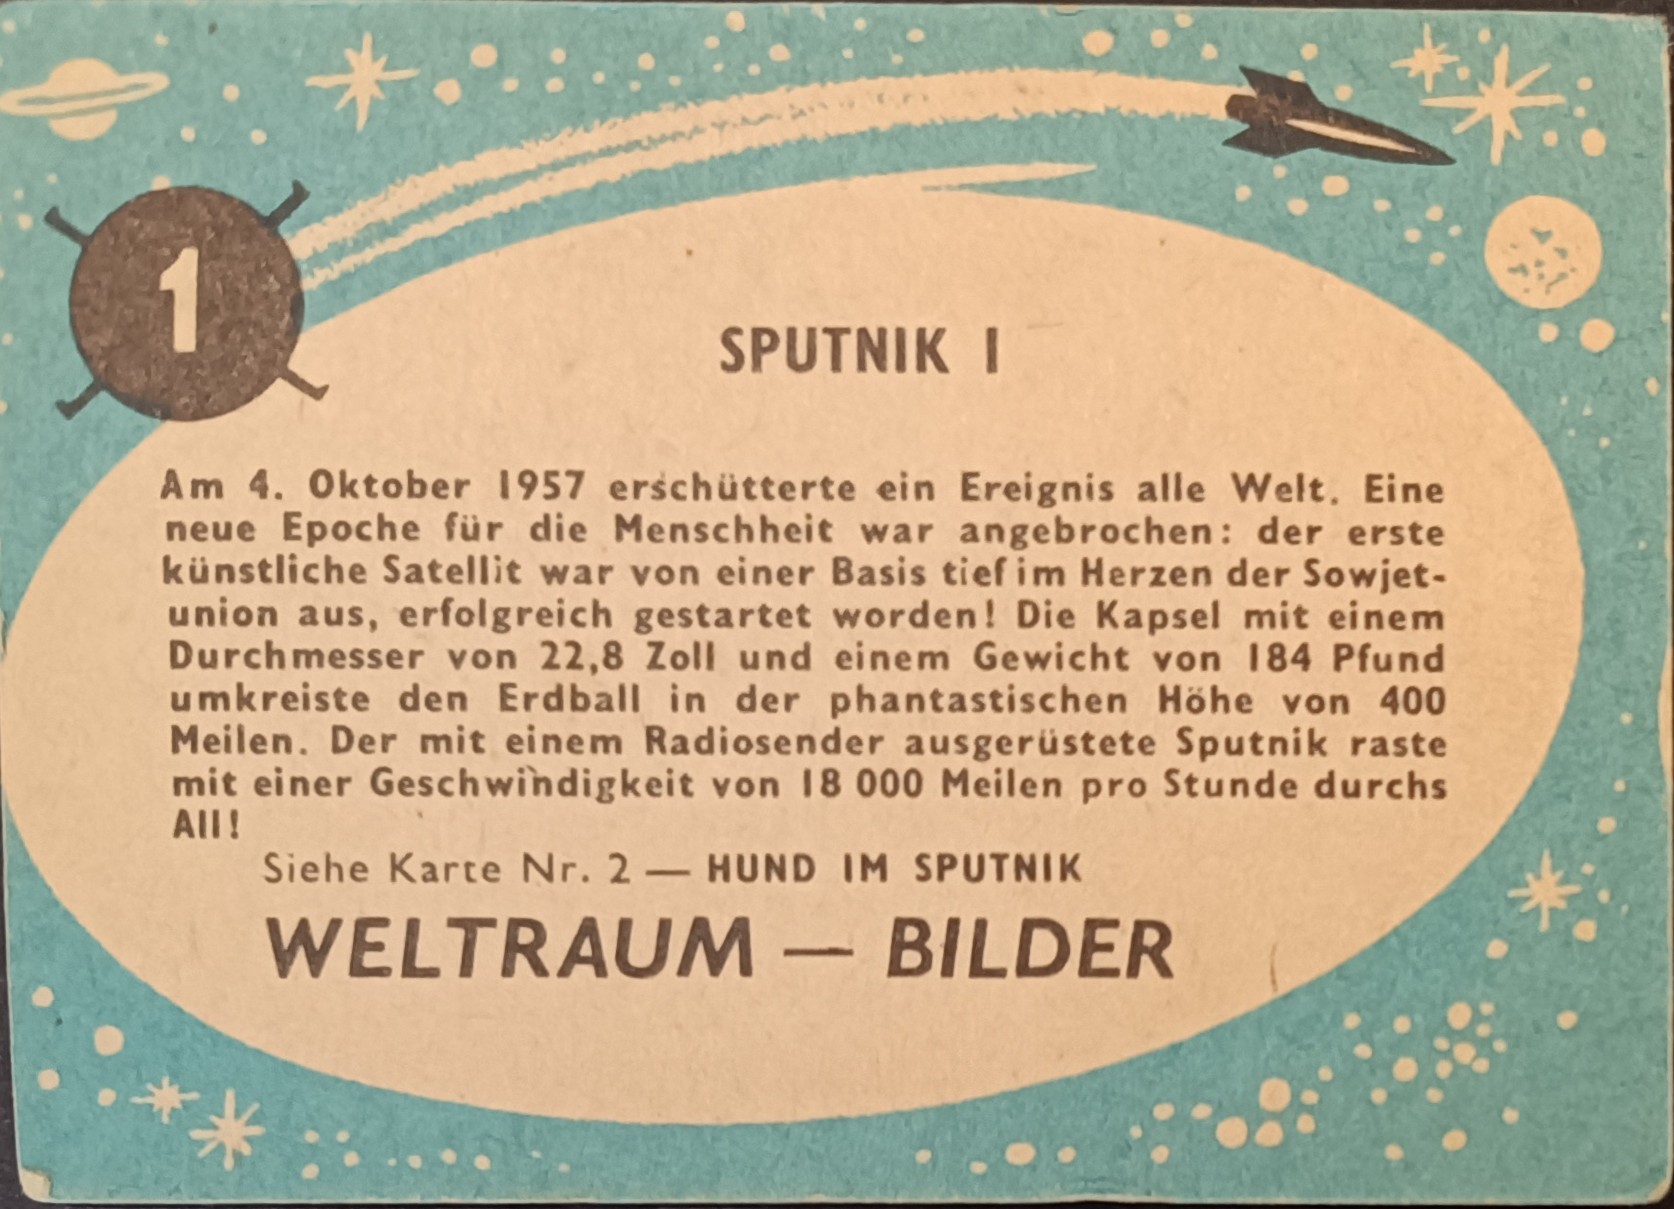 1
SPUTNIK I
Am 4. Oktober 1957 erschütterte ein Ereignis alle Welt. Eine
neue Epoche für die Menschheit war angebrochen: der erste
künstliche Satellit war von einer Basis tief im Herzen der Sowjet-
union aus, erfolgreich gestartet worden! Die Kapsel mit einem
Durchmesser von 22,8 Zoll und einem Gewicht von 184 Pfund
umkreiste den Erdball in der phantastischen Höhe von 400
Meilen. Der mit einem Radiosender ausgerüstete Sputnik raste
mit einer Geschwindigkeit von 18 000 Meilen pro Stunde durchs
All!
Siehe Karte Nr. 2 — HUND IM SPUTNIK
WELTRAUM — BILDER